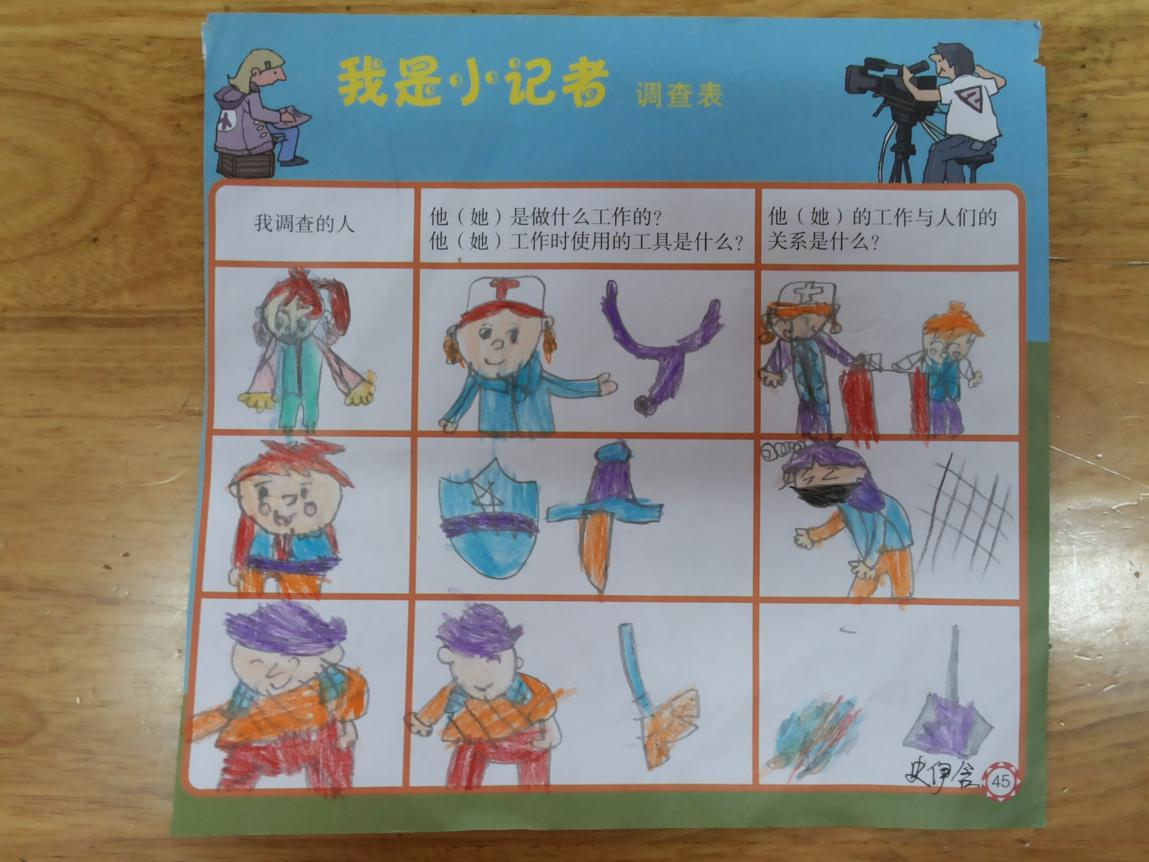 我是小记者 调查表
我调查的人
他（她）是做什么工作的？
他（她）工作时使用的工具是什么？
他（她）的工作与人们的
关系是什么？
史伊含
45